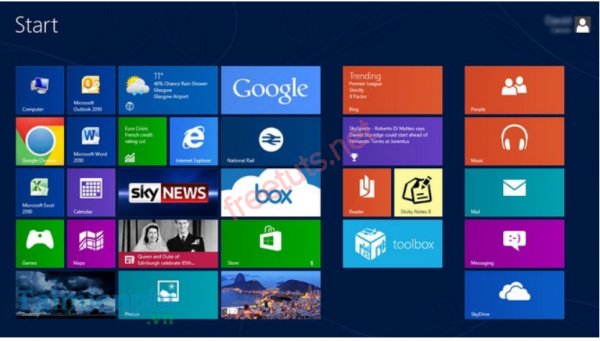 Start
Computer
Microsoft
Outlook 2010
11°
40% Chance Rain Shower
Glasgow
Glasgow Airport
Google
Trending
Premier League
Strictly
X Factor
Bing
People
Google Chrome
Microsoft Word
2010
Euro Crisis:
French credit
rating cut
Internet Explorer
National Rail
SkySports - Roberto Di Matteo says
Daniel Sturridge could start ahead of
Fernando Torres at Juventus
Music
Microsoft Excel
2010
Calendar
sky NEWS
box
Reader
Sticky Notes 8
Mail
Games
Maps
Queen and Duke of
Edinburgh celebrate 65th...
Store
1
toolbox
Messaging
Desktop
Photos
SkyDrive
freetuts.net
.vn